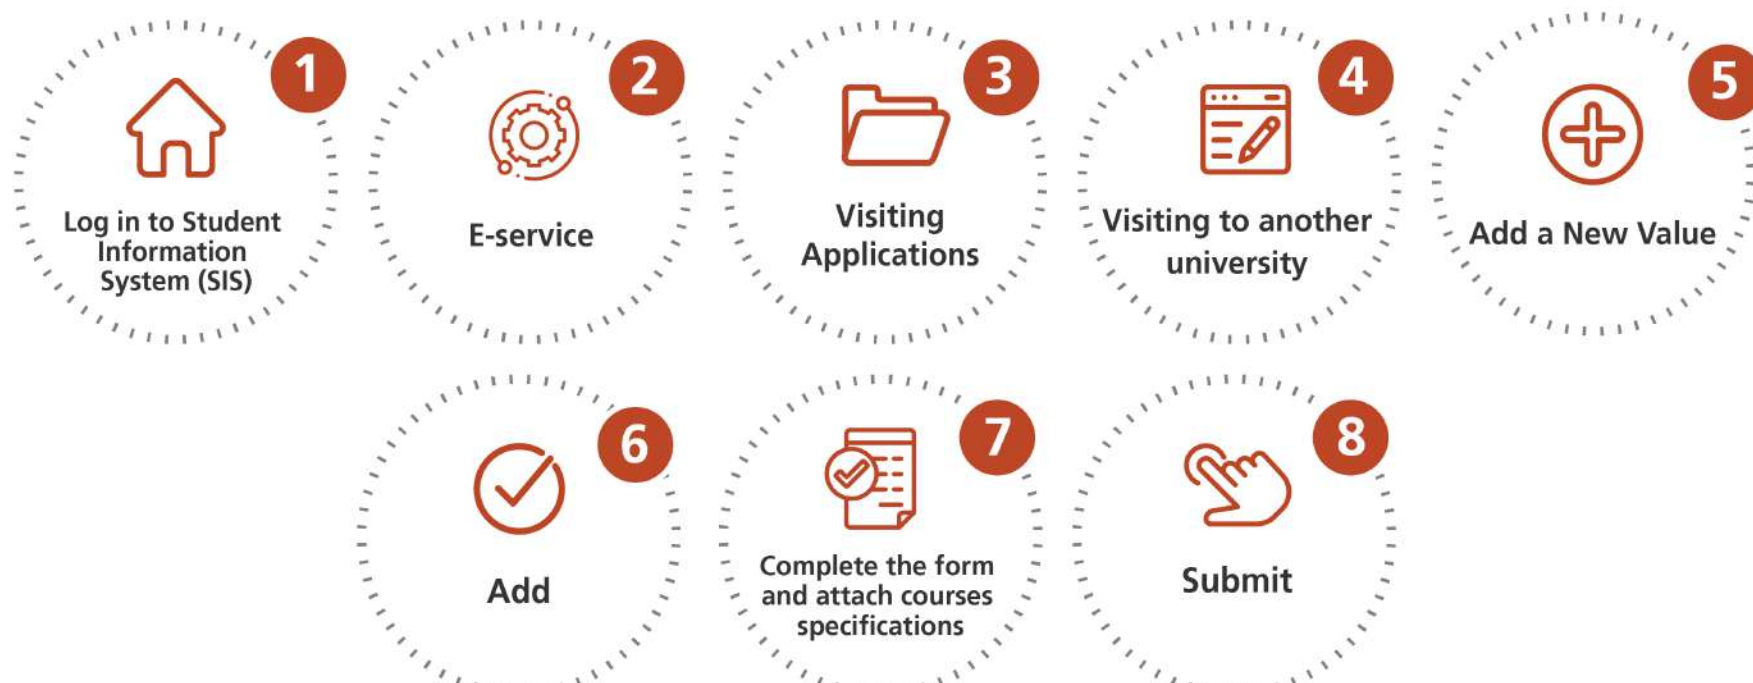 1
Log in to Student
Information
System (SIS)
2
E-service
3
Visiting
Applications
4
Visiting to another
university
5
Add a New Value
6
Add
7
Complete the form
and attach courses
specifications
8
Submit